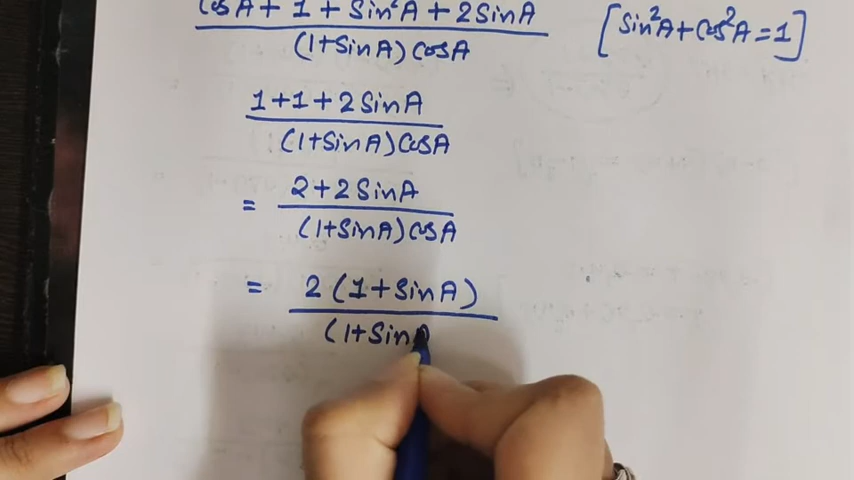 Cos²A + 1 + Sin²A + 2SinA [Sin²A + Cos²A = 1]
(1+SinA) CosA
1+1+2SinA
(1+SinA)CosA
= 2+2SinA
(1+SinA)CosA
= 2(1+SinA)
(1+Sin